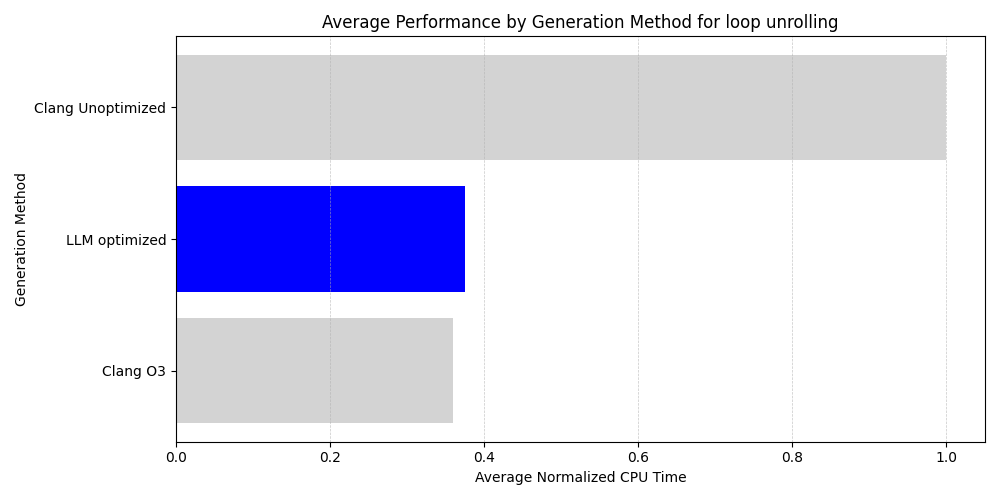 Average Performance by Generation Method for loop unrolling
Generation Method
Clang Unoptimized
LLM optimized
Clang O3
0.0 0.2 0.4 0.6 0.8 1.0
Average Normalized CPU Time